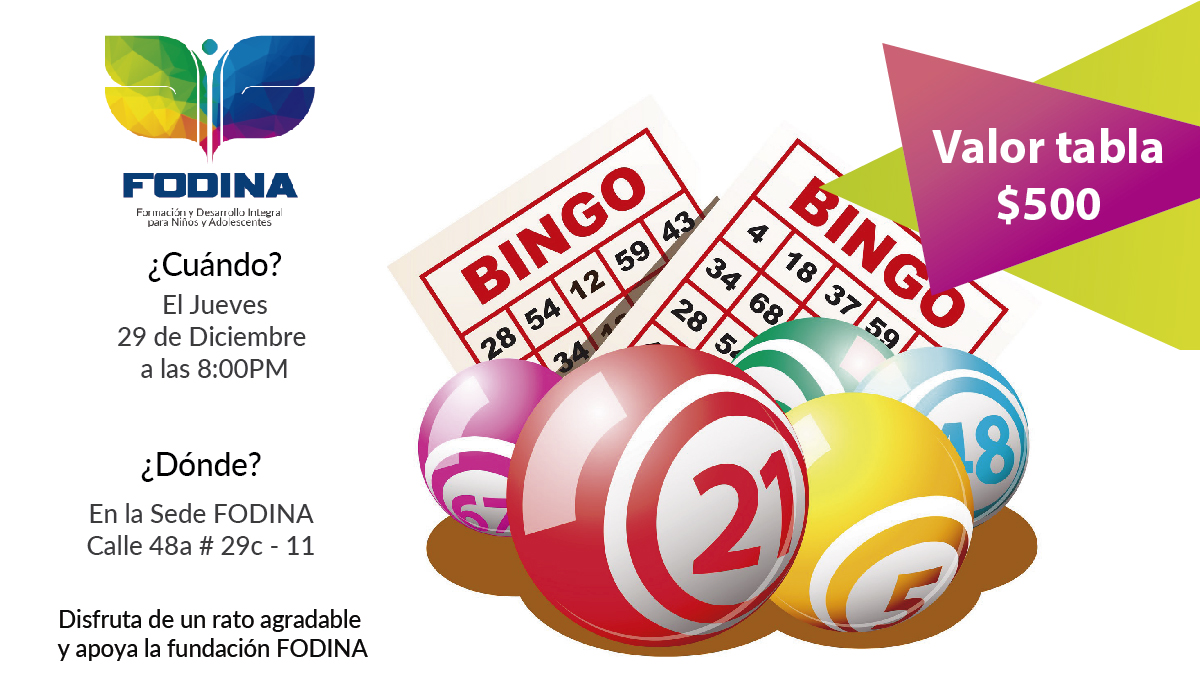 FODINA
Formación y Desarrollo Integral
para Niños y Adolescentes
¿Cuándo?
El Jueves
29 de Diciembre
a las 8:00PM
¿Dónde?
En la Sede FODINA
Calle 48a # 29c - 11
Disfruta de un rato agradable
y apoya la fundación FODINA
BINGO
28 54 12 59 43
34
BINGO
4 18 37 59
34 68
28
Valor tabla
$500
67
21
48
5